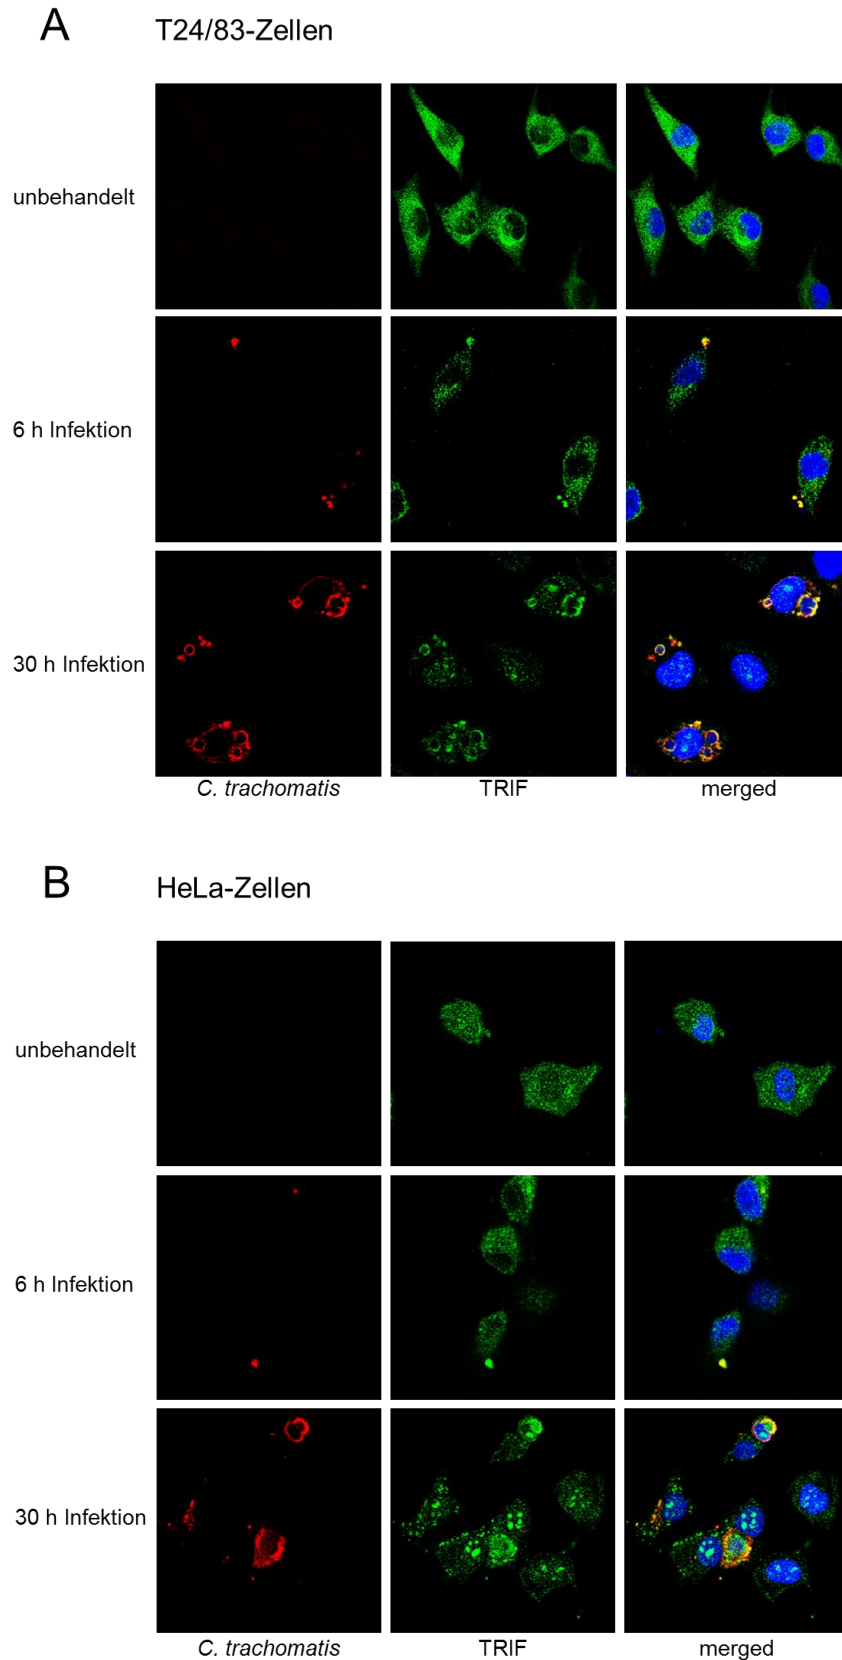 A T24/83-Zellen
unbehandelt
6 h Infektion
30 h Infektion
C. trachomatis TRIF merged
B HeLa-Zellen
unbehandelt
6 h Infektion
30 h Infektion
C. trachomatis TRIF merged